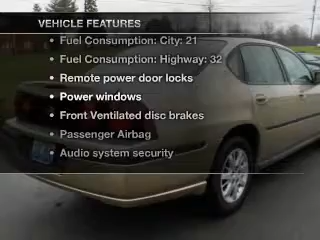 VEHICLE FEATURES
• Fuel Consumption: City: 21
• Fuel Consumption: Highway: 32
• Remote power door locks
• Power windows
• Front Ventilated disc brakes
• Passenger Airbag
• Audio system security